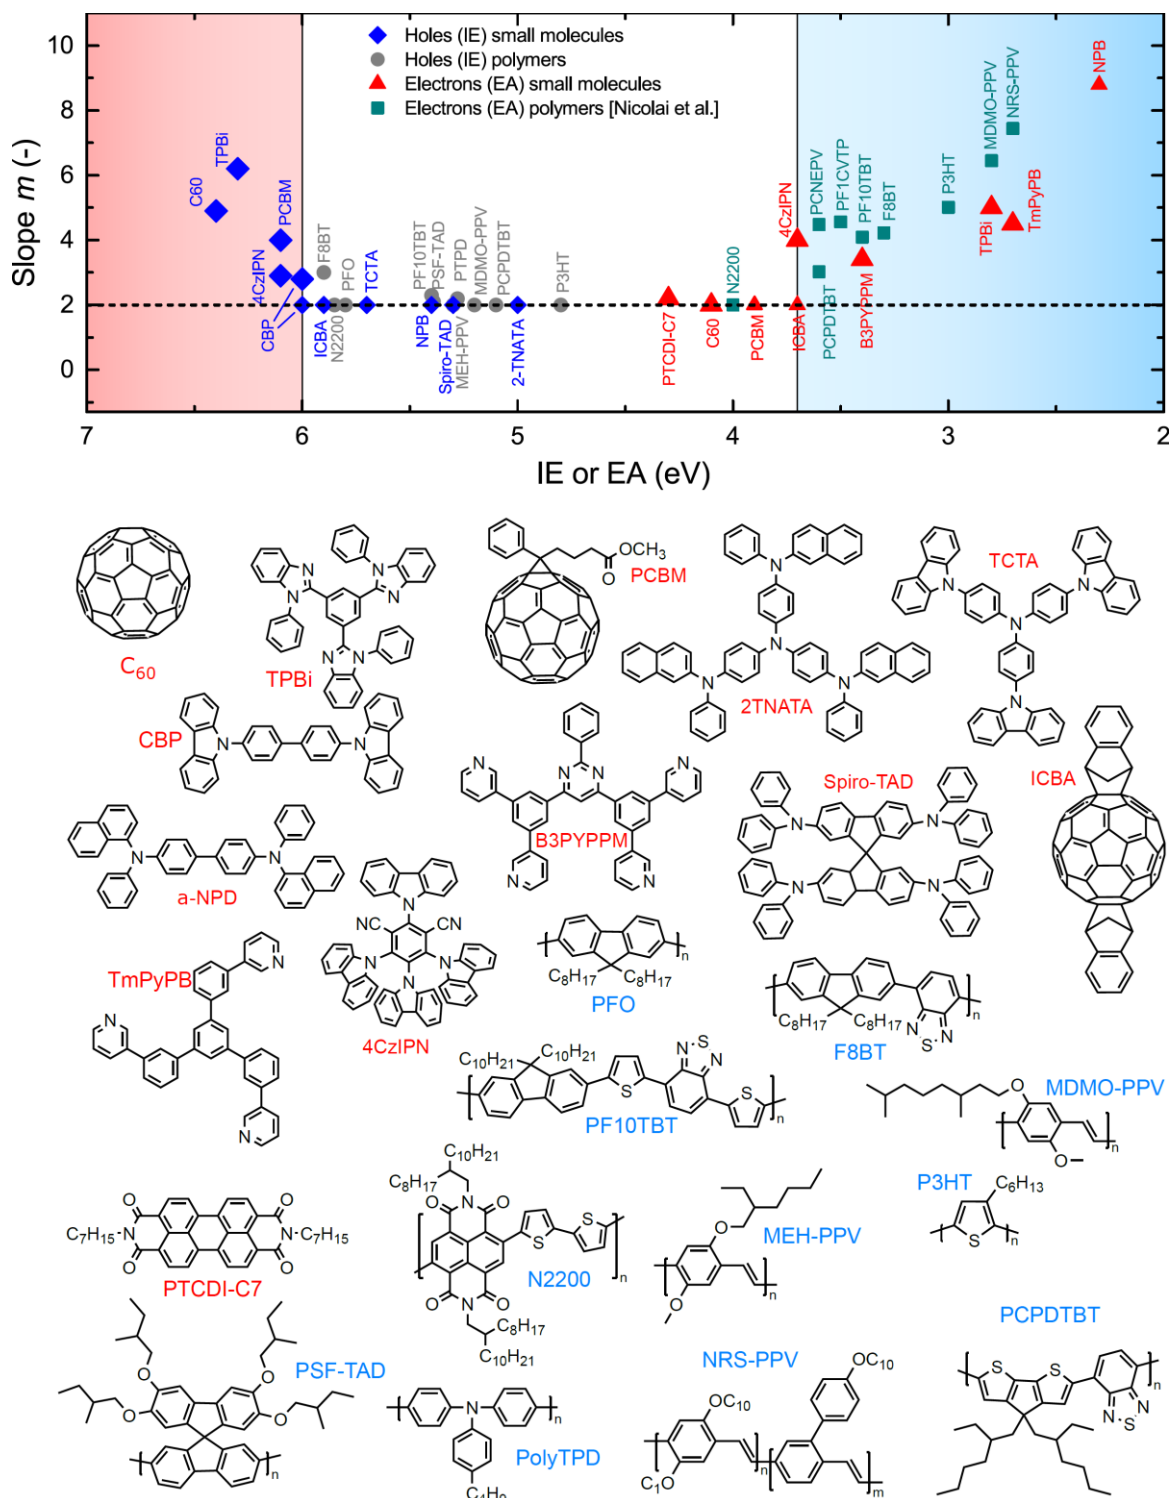 Holes (IE) small molecules
Holes (IE) polymers
Electrons (EA) small molecules
Electrons (EA) polymers [Nicolai et al.]
Slope m (-)
10
8
6
4
2
0
C60
TPBi
PCBM
4CzIPN
CBP
F8BT
PFO
TCTA
ICBA
N2200
PF10TBT
PSF-TAD
PTPD
MDMO-PPV
PCPDTBT
P3HT
NPB
Spiro-TAD
MEH-PPV
2-TNATA
PTCDI-C7
C60
N2200
PCBM
ICBA
4CzIPN
PCNEPV
PF1CVTP
PF10TBT
F8BT
PCPDTBT
B3PYPPM
P3HT
MDMO-PPV
NRS-PPV
TPBi
TmPyPB
NPB
7 6 5 4 3 2
IE or EA (eV)
C60
TPBi
PCBM
OCH3
O
2TNATA
TCTA
CBP
B3PYPPM
Spiro-TAD
ICBA
a-NPD
TmPyPB
4CzIPN
NC
CN
PFO
C8H17 C8H17
F8BT
C8H17 C8H17
PF10TBT
C10H21 C10H21
MDMO-PPV
P3HT
C6H13
PTCDI-C7
C7H15
C7H15
N2200
C10H21
C8H17
C8H17
C10H21
MEH-PPV
PCPDTBT
PSF-TAD
PolyTPD
C4H9
NRS-PPV
OC10
OC10
C1O